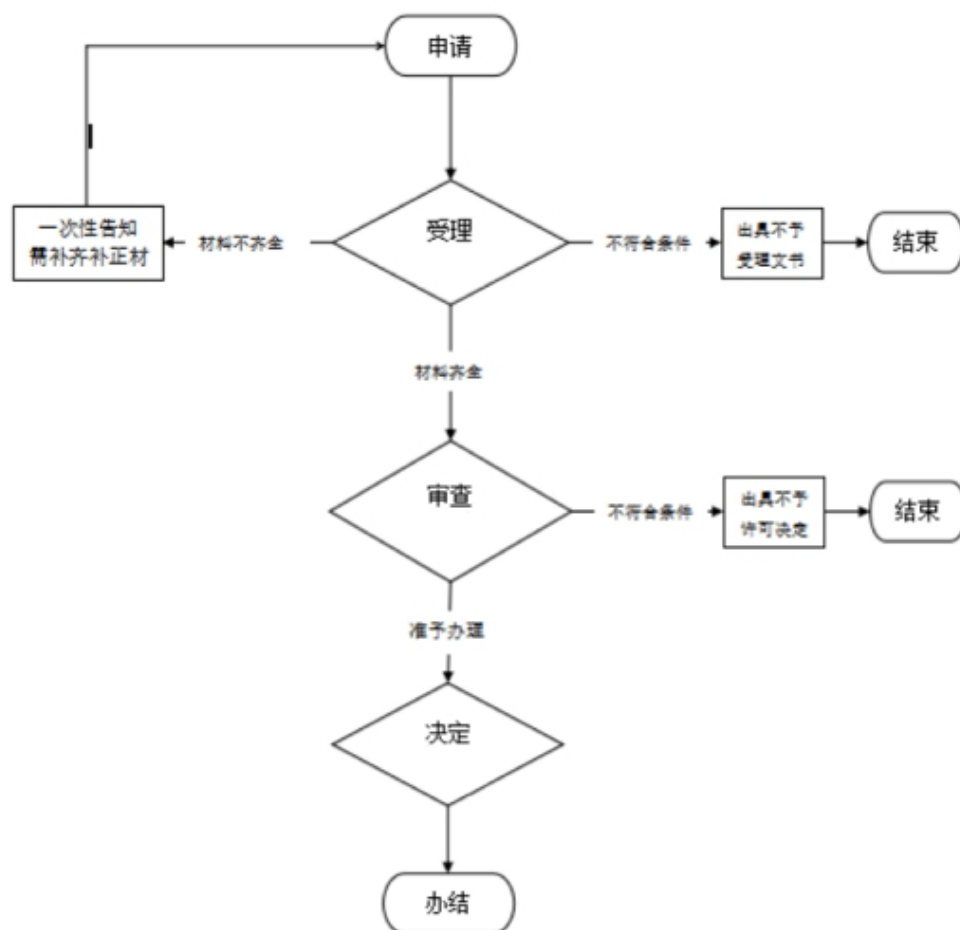 申请
受理
一次性告知
需补齐补正材
材料不齐全
不符合条件
出具不予
受理文书
结束
材料齐全
审查
不符合条件
出具不予
许可决定
结束
准予办理
决定
办结